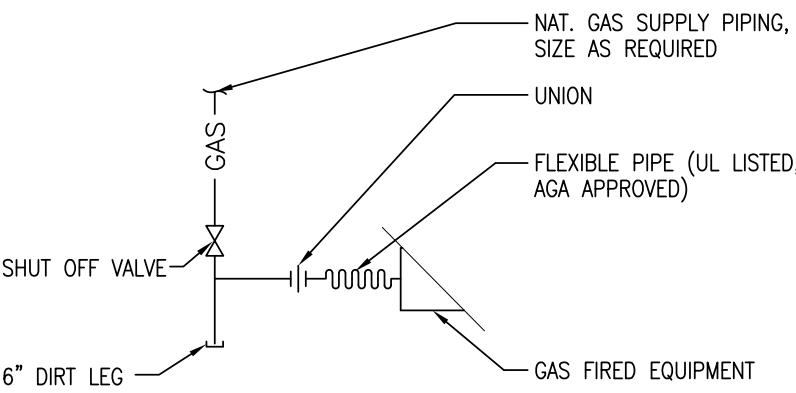 NAT. GAS SUPPLY PIPING,
SIZE AS REQUIRED
UNION
GAS
FLEXIBLE PIPE (UL LISTED,
AGA APPROVED)
SHUT OFF VALVE
6" DIRT LEG
GAS FIRED EQUIPMENT